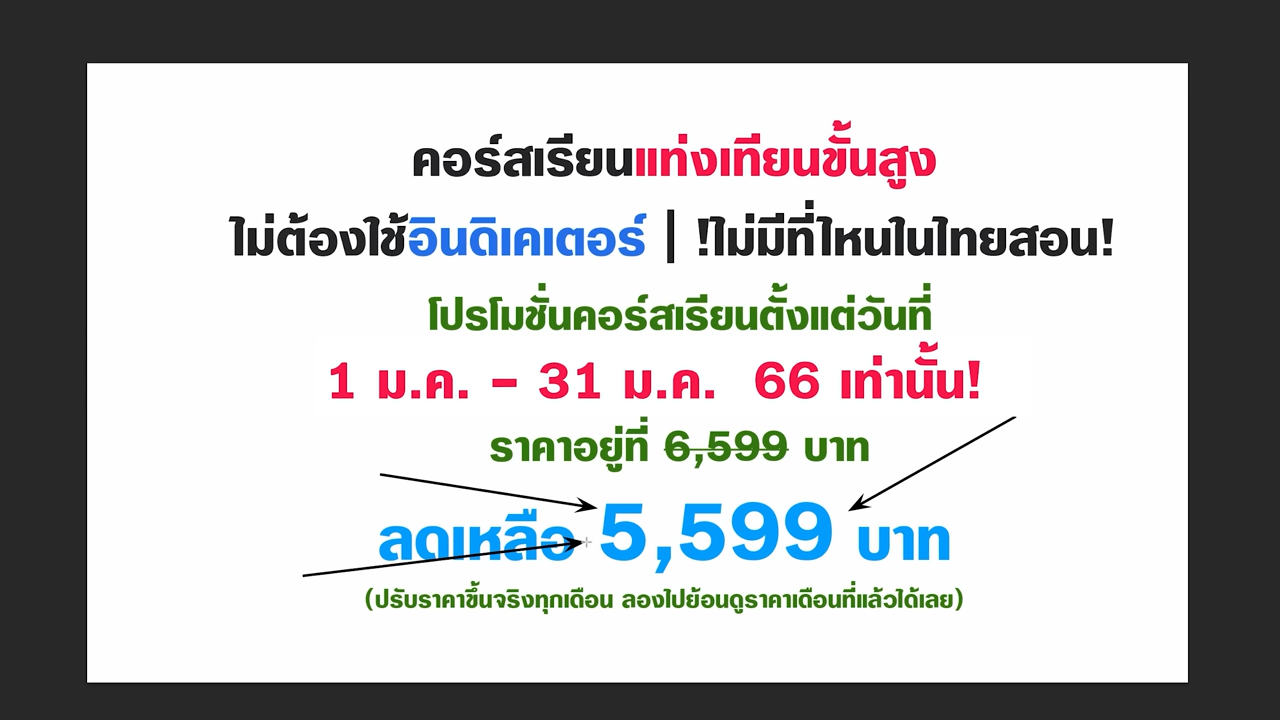 คอร์สเรียนแท่งเทียนขั้นสูง
ไม่ต้องใช้อินดิเคเตอร์ | !ไม่มีที่ไหนในไทยสอน!
โปรโมชั่นคอร์สเรียนตั้งแต่วันที่
1 ม.ค. – 31 ม.ค. 66 เท่านั้น!
ราคาอยู่ที่ 6,599 บาท
ลดเหลือ 5,599 บาท
(ปรับราคาขึ้นจริงทุกเดือน ลองไปย้อนดูราคาเดือนที่แล้วได้เลย)